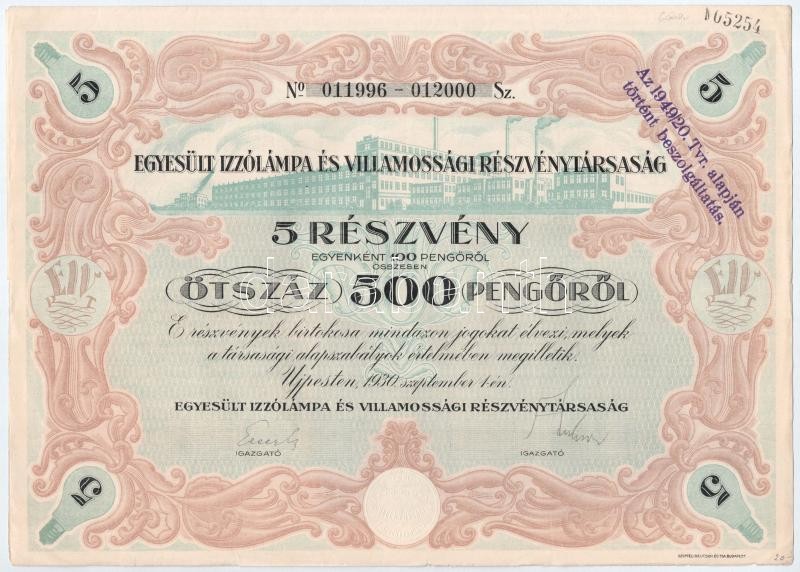 N05254
5
5
Nº 011996 - 012000 Sz.
Az 1949/20. Tvr. alapján
történt beszolgáltatás.
EGYESÜLT IZZÓLÁMPA ÉS VILLAMOSSÁGI RÉSZVÉNYTÁRSASÁG
5 RÉSZVÉNY
EGYENKÉNT 100 PENGŐRŐL
ÖSSZESEN
ÖTSZÁZ 500 PENGŐRŐL
E részvények birtokosa mindazon jogokat élvezi, melyek
a társasági alapszabályok értelmében megilletik.
Ujpesten, 1930. szeptember 1-én.
EGYESÜLT IZZÓLÁMPA ÉS VILLAMOSSÁGI RÉSZVÉNYTÁRSASÁG
IGAZGATÓ
IGAZGATÓ
5
5
20.-